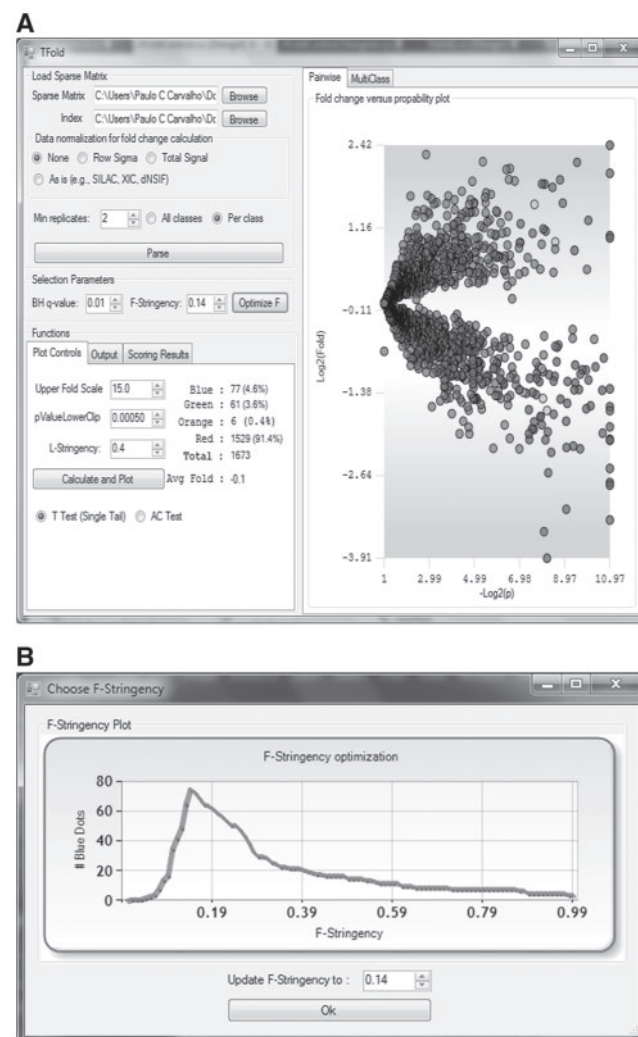 A
TFold
Load Sparse Matrix
Sparse Matrix C:\Users\Paulo C Carvalho\Dc Browse
Index C:\Users\Paulo C Carvalho\Dc Browse
Data normalization for fold change calculation
None Row Sigma Total Signal
As is (e.g., SILAC, XIC, dNSIF)
Min replicates: 2 All classes Per class
Parse
Selection Parameters
BH q-value: 0.01 F-Stringency: 0.14 Optimize F
Functions
Plot Controls Output Scoring Results
Upper Fold Scale 15.0
pValueLowerClip 0.00050
L-Stringency: 0.4
Blue : 77 (4.6%)
Green : 61 (3.6%)
Orange : 6 (0.4%)
Red : 1529 (91.4%)
Total : 1673
Calculate and Plot Avg Fold : -0.1
T Test (Single Tail) AC Test
Pairwise MultiClass
Fold change versus propability plot
2.42
1.16
-0.11
-1.38
-2.64
-3.91
Log2(Fold)
1 2.99 4.99 6.98 8.97 10.97
-Log2(p)
B
Choose F-Stringency
F-Stringency Plot
F-Stringency optimization
80
60
40
20
0
# Blue Dots
0.19 0.39 0.59 0.79 0.99
F-Stringency
Update F-Stringency to : 0.14
Ok